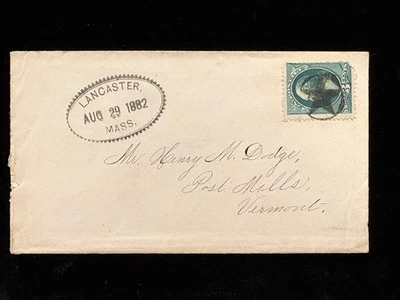 LANCASTER,
AUG 29 1882
MASS.
Mr. Henry M. Dodge,
Post Mills,
Vermont.